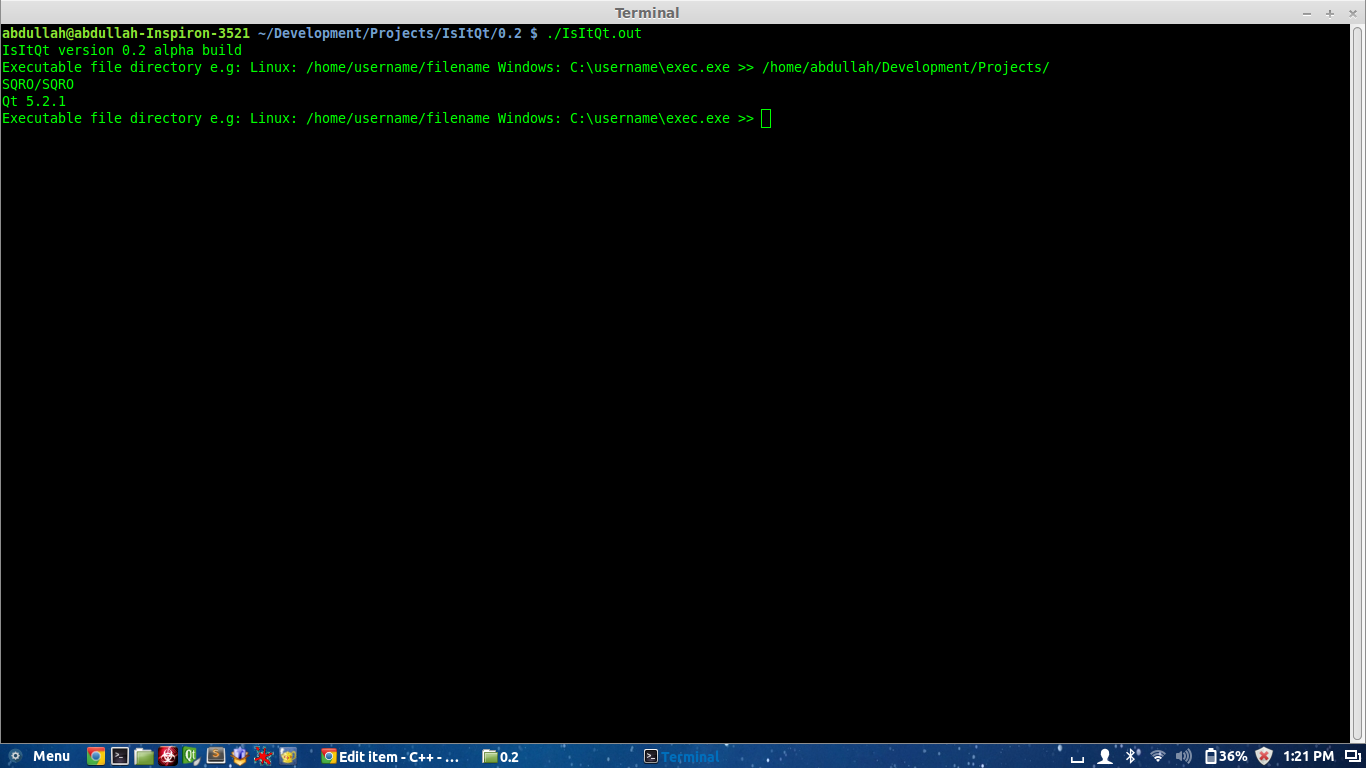 Terminal
abdullah@abdullah-Inspiron-3521 ~/Development/Projects/IsItQt/0.2 $ ./IsItQt.out
IsItQt version 0.2 alpha build
Executable file directory e.g: Linux: /home/username/filename Windows: C:\username\exec.exe >> /home/abdullah/Development/Projects/
SQRO/SQRO
Qt 5.2.1
Executable file directory e.g: Linux: /home/username/filename Windows: C:\username\exec.exe >>
Menu Qt Edit item - C++ - ... 0.2 Terminal 36% 1:21 PM